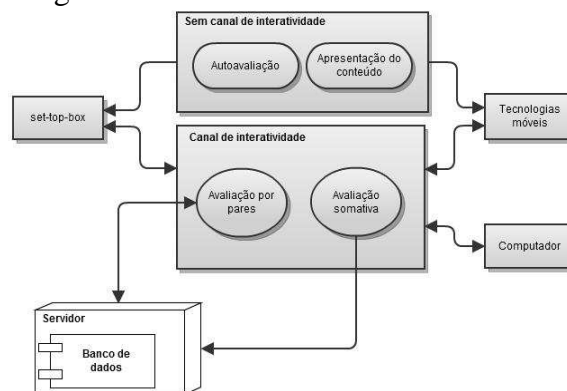 Sem canal de interatividade
Autoavaliação
Apresentação do
conteúdo
set-top-box
Tecnologias
móveis
Canal de interatividade
Avaliação por
pares
Avaliação
somativa
Computador
Servidor
Banco de
dados